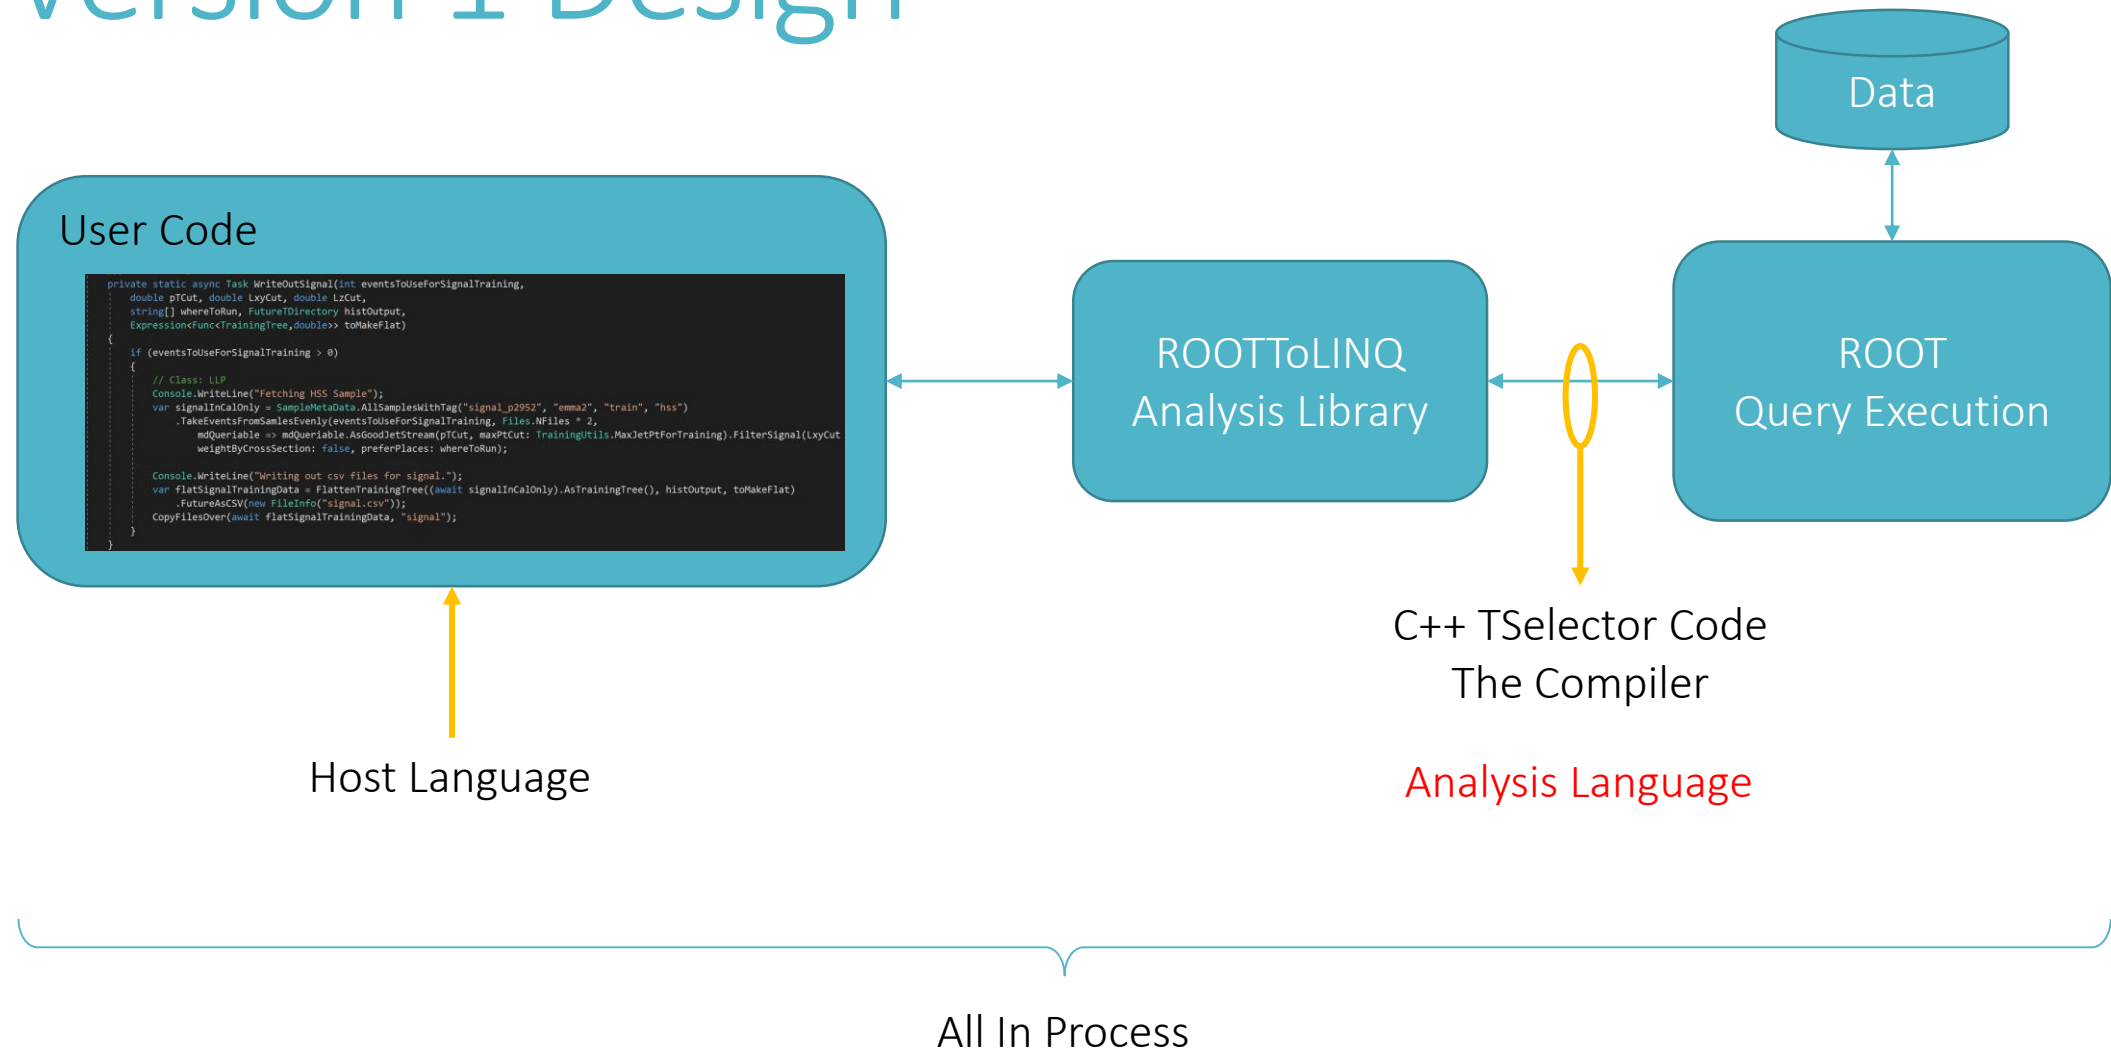 Version 1 Design
Data
User Code
private static async Task WriteOutSignal(int eventsToUseForSignalTraining,
double pTCut, double LxyCut, double LzCut,
string[] whereToRun, FutureTDirectory histOutput,
Expression<Func<TrainingTree,double>> toMakeFlat)
{
if (eventsToUseForSignalTraining > 0)
{
// Class: LLP
Console.WriteLine("Fetching HSS Sample");
var signalInCalOnly = SampleMetaData.AllSamplesWithTag("signal_p2952", "emma2", "train", "hss")
.TakeEventsFromSamlesEvenly(eventsToUseForSignalTraining, Files.NFiles * 2,
mdQueriable => mdQueriable.AsGoodJetStream(pTCut, maxPtCut: TrainingUtils.MaxJetPtForTraining).FilterSignal(LxyCut
weightByCrossSection: false, preferPlaces: whereToRun);
Console.WriteLine("Writing out csv files for signal.");
var flatSignalTrainingData = FlattenTrainingTree((await signalInCalOnly).AsTrainingTree(), histOutput, toMakeFlat)
.FutureAsCSV(new FileInfo("signal.csv"));
CopyFilesOver(await flatSignalTrainingData, "signal");
}
}
ROOTToLINQ
Analysis Library
ROOT
Query Execution
C++ TSelector Code
The Compiler
Host Language
Analysis Language
All In Process